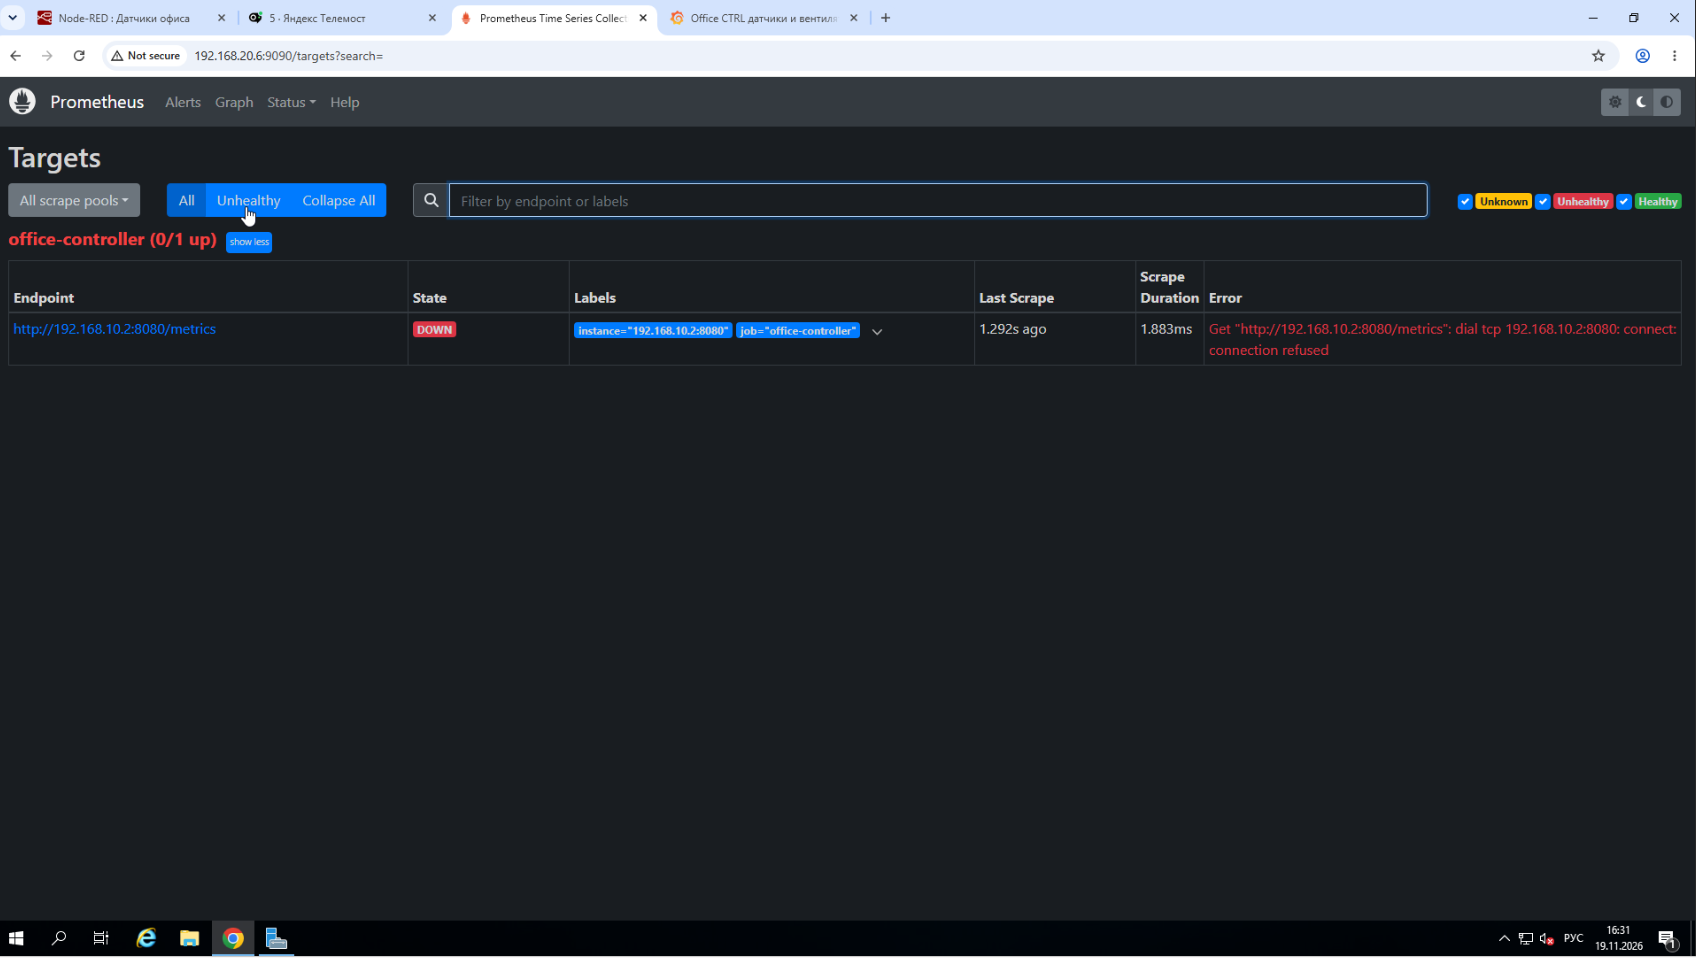 Node-RED : Датчики офиса
5 - Яндекс Телемост
Prometheus Time Series Collect
Office CTRL датчики и вентиля
Not secure
192.168.20.6:9090/targets?search=
Prometheus
Alerts
Graph
Status
Help
Targets
All scrape pools
All
Unhealthy
Collapse All
Filter by endpoint or labels
Unknown
Unhealthy
Healthy
office-controller (0/1 up)
show less
Endpoint
State
Labels
Last Scrape
Scrape
Duration
Error
http://192.168.10.2:8080/metrics
DOWN
instance="192.168.10.2:8080"
job="office-controller"
1.292s ago
1.883ms
Get "http://192.168.10.2:8080/metrics": dial tcp 192.168.10.2:8080: connect:
connection refused
РУС
16:31
19.11.2026
1